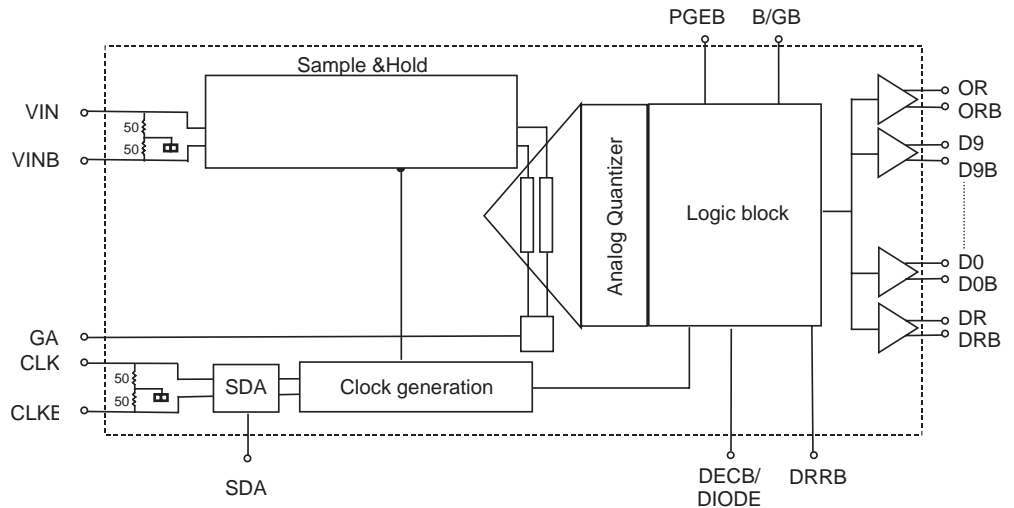 PGEB B/GB
Sample &Hold
VIN
50
50
VINB
OR
ORB
D9
D9B
Analog Quantizer
Logic block
D0
D0B
DR
DRB
GA
CLK
50
50
CLKE
SDA
Clock generation
SDA
DECB/
DIODE
DRRB